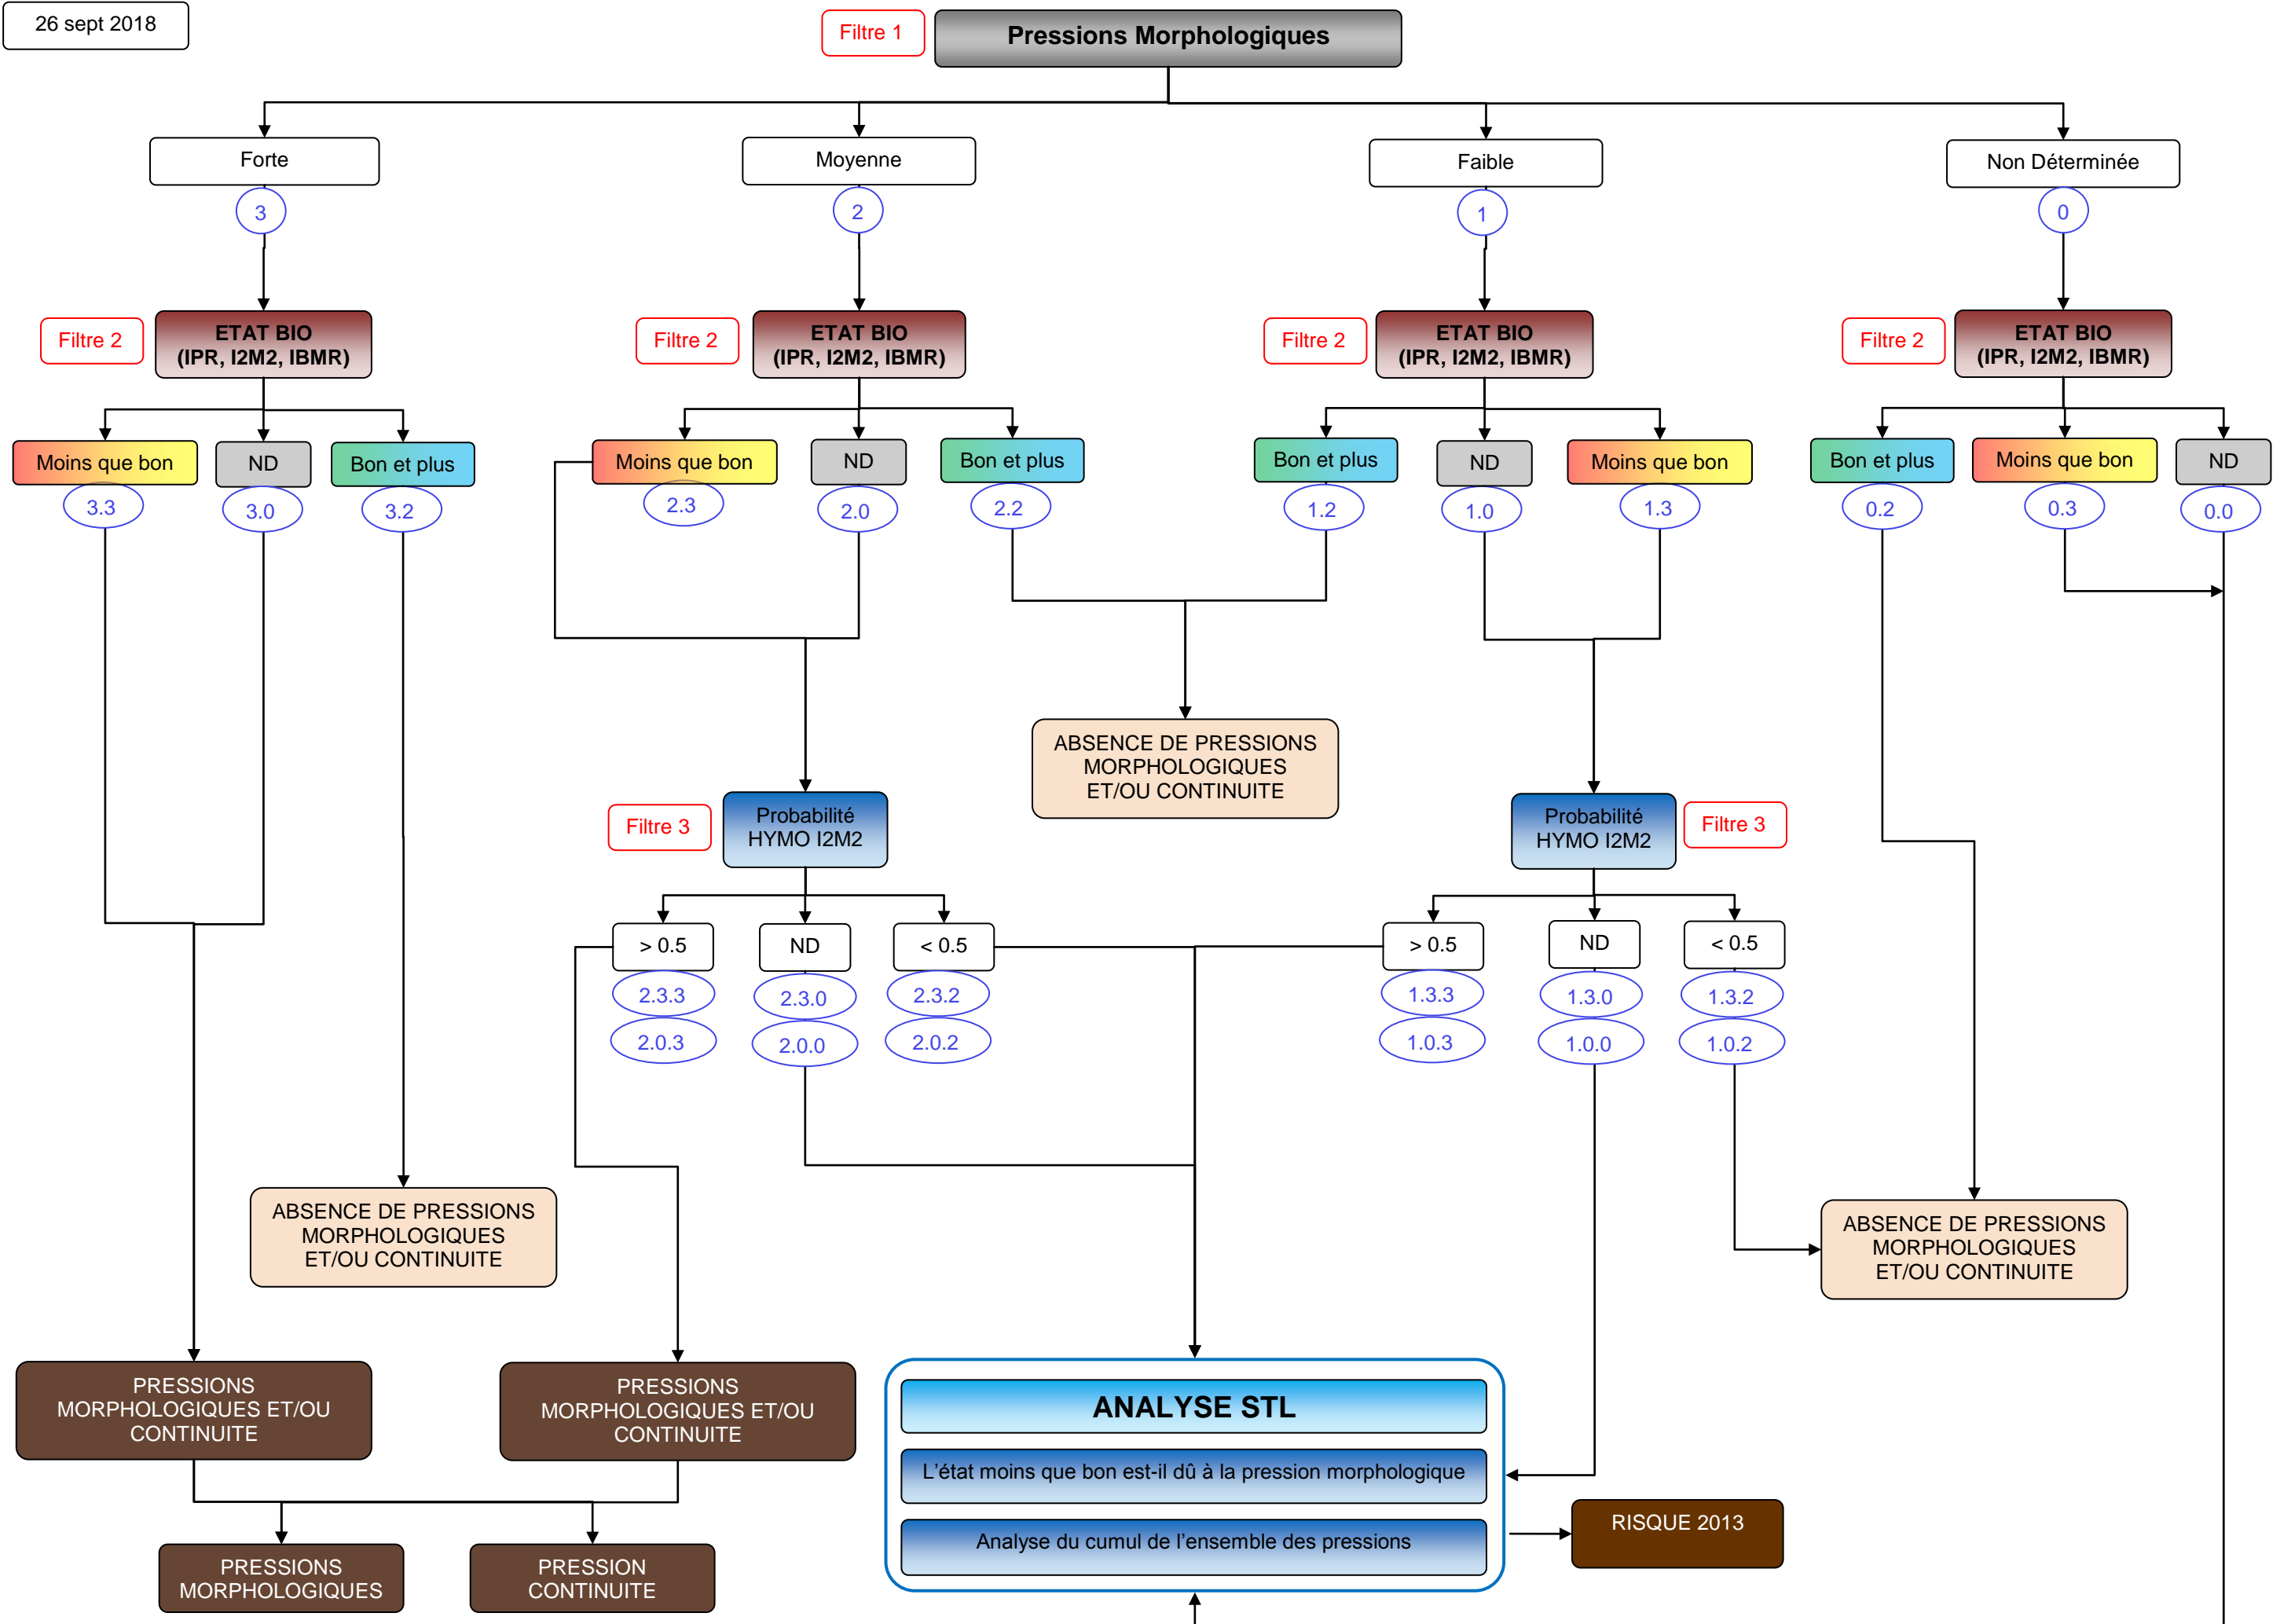 26 sept 2018
Filtre 1
Pressions Morphologiques
Forte
Moyenne
Faible
Non Déterminée
3
2
1
0
Filtre 2
ETAT BIO
(IPR, I2M2, IBMR)
Filtre 2
ETAT BIO
(IPR, I2M2, IBMR)
Filtre 2
ETAT BIO
(IPR, I2M2, IBMR)
Filtre 2
ETAT BIO
(IPR, I2M2, IBMR)
Moins que bon
ND
Bon et plus
Moins que bon
ND
Bon et plus
Bon et plus
ND
Moins que bon
Bon et plus
Moins que bon
ND
3.3
3.0
3.2
2.3
2.0
2.2
1.2
1.0
1.3
0.2
0.3
0.0
ABSENCE DE PRESSIONS
MORPHOLOGIQUES
ET/OU CONTINUITE
Filtre 3
Probabilité
HYMO I2M2
Probabilité
HYMO I2M2
Filtre 3
> 0.5
ND
< 0.5
> 0.5
ND
< 0.5
2.3.3
2.3.0
2.3.2
1.3.3
1.3.0
1.3.2
2.0.3
2.0.0
2.0.2
1.0.3
1.0.0
1.0.2
ABSENCE DE PRESSIONS
MORPHOLOGIQUES
ET/OU CONTINUITE
ABSENCE DE PRESSIONS
MORPHOLOGIQUES
ET/OU CONTINUITE
PRESSIONS
MORPHOLOGIQUES ET/OU
CONTINUITE
PRESSIONS
MORPHOLOGIQUES ET/OU
CONTINUITE
ANALYSE STL
L'état moins que bon est-il dû à la pression morphologique
Analyse du cumul de l'ensemble des pressions
RISQUE 2013
PRESSIONS
MORPHOLOGIQUES
PRESSION
CONTINUITE